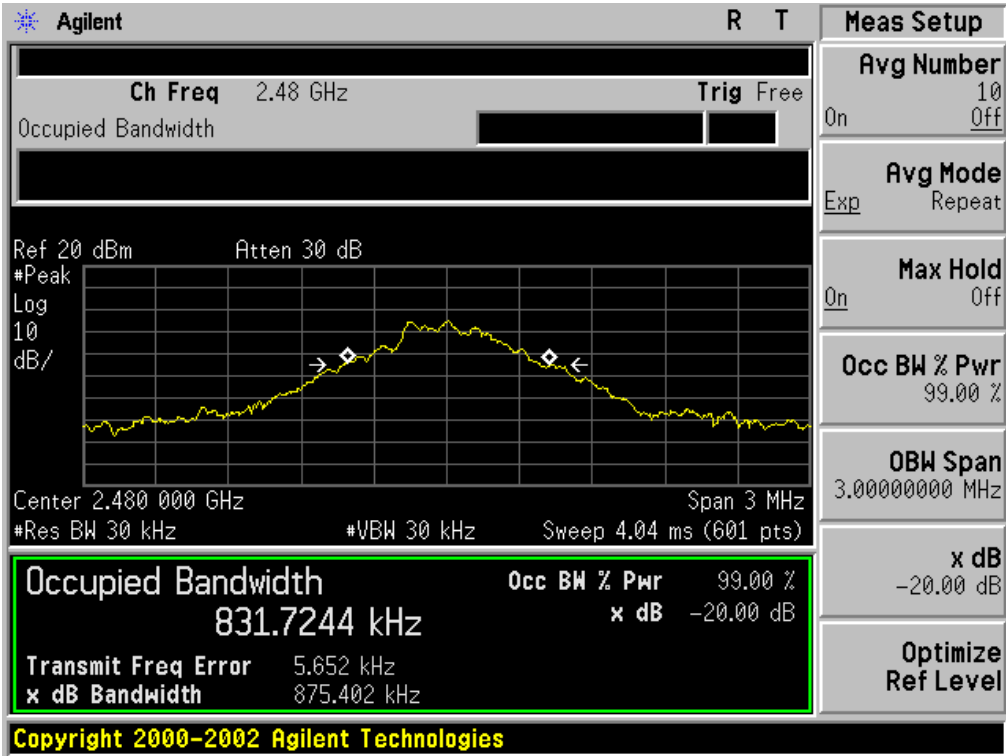 Agilent R T Meas Setup
Ch Freq 2.48 GHz Trig Free
Occupied Bandwidth
Avg Number
10
On Off
Avg Mode
Exp Repeat
Max Hold
On Off
Occ BW % Pwr
99.00 %
OBW Span
3.00000000 MHz
x dB
-20.00 dB
Optimize
Ref Level
Ref 20 dBm Atten 30 dB
#Peak
Log
10
dB/
Center 2.480 000 GHz Span 3 MHz
#Res BW 30 kHz #VBW 30 kHz Sweep 4.04 ms (601 pts)
Occupied Bandwidth Occ BW % Pwr 99.00 %
831.7244 kHz x dB -20.00 dB
Transmit Freq Error 5.652 kHz
x dB Bandwidth 875.402 kHz
Copyright 2000-2002 Agilent Technologies